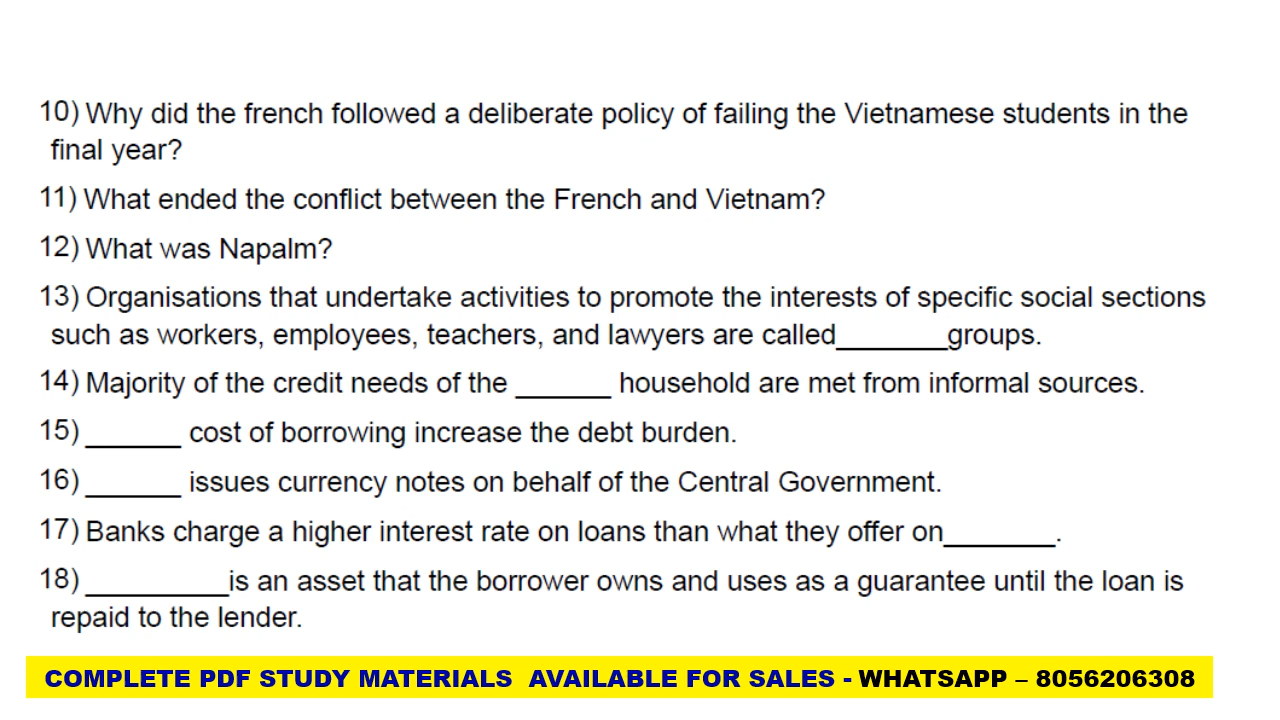 10) Why did the french followed a deliberate policy of failing the Vietnamese students in the
final year?
11) What ended the conflict between the French and Vietnam?
12) What was Napalm?
13) Organisations that undertake activities to promote the interests of specific social sections
such as workers, employees, teachers, and lawyers are called_______groups.
14) Majority of the credit needs of the ______ household are met from informal sources.
15) ______ cost of borrowing increase the debt burden.
16) ______ issues currency notes on behalf of the Central Government.
17) Banks charge a higher interest rate on loans than what they offer on_______.
18) _________is an asset that the borrower owns and uses as a guarantee until the loan is
repaid to the lender.
COMPLETE PDF STUDY MATERIALS AVAILABLE FOR SALES - WHATSAPP – 8056206308